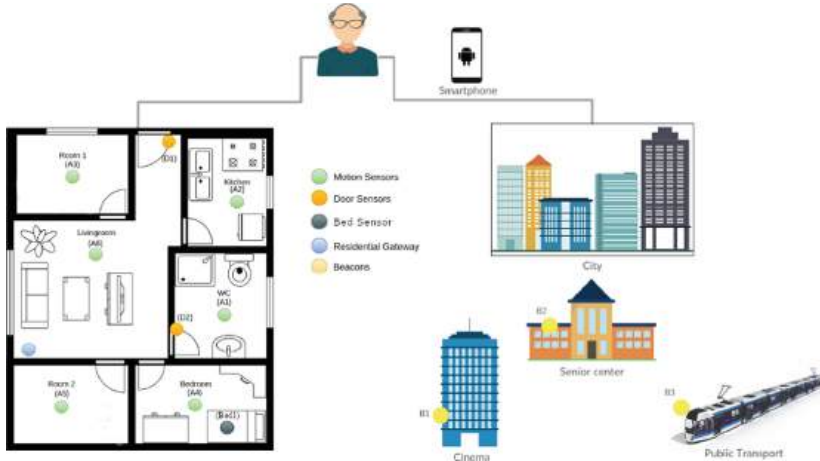 Smartphone
Room 1
(A3)
(D1)
Kitchen
(A2)
Livingroom
(A6)
WC
(A1)
(D2)
Room 2
(A5)
Bedroom
(A4)
(Bed1)
Motion Sensors
Door Sensors
Bed Sensor
Residential Gateway
Beacons
City
B2
Senior center
B1
Cinema
Public Transport